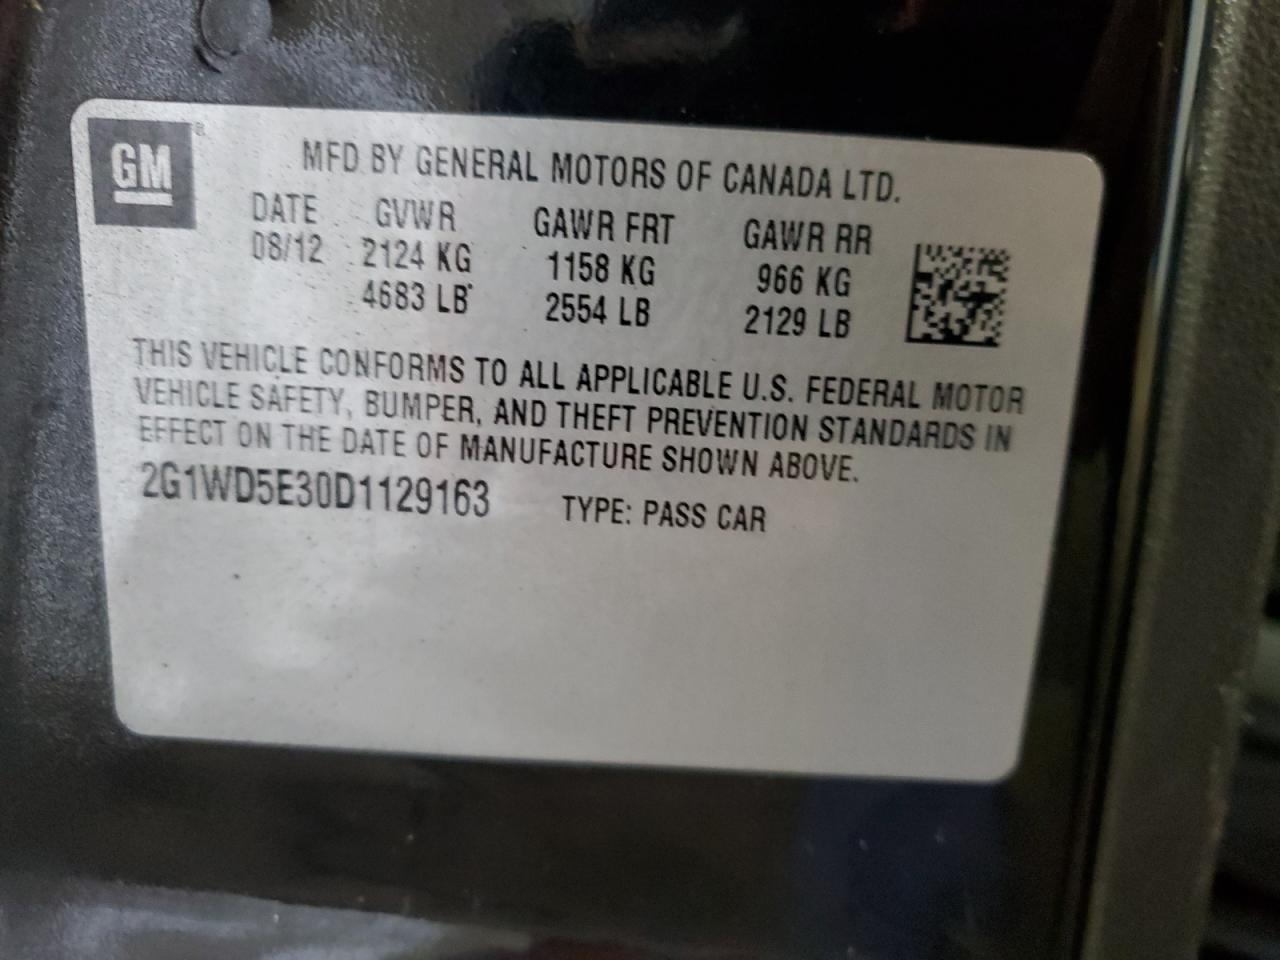 GM
MFD BY GENERAL MOTORS OF CANADA LTD.
DATE GVWR GAWR FRT GAWR RR
08/12 2124 KG 1158 KG 966 KG
4683 LB 2554 LB 2129 LB
THIS VEHICLE CONFORMS TO ALL APPLICABLE U.S. FEDERAL MOTOR
VEHICLE SAFETY, BUMPER, AND THEFT PREVENTION STANDARDS IN
EFFECT ON THE DATE OF MANUFACTURE SHOWN ABOVE.
2G1WD5E30D1129163 TYPE: PASS CAR